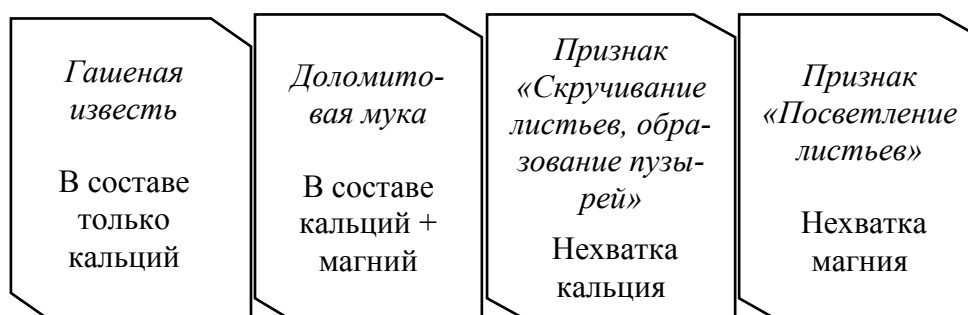 Гашеная
известь
В составе
только
кальций
Доломито-
вая мука
В составе
кальций +
магний
Признак
«Скручивание
листьев, обра-
зование пузы-
рей»
Нехватка
кальция
Признак
«Посветление
листьев»
Нехватка
магния